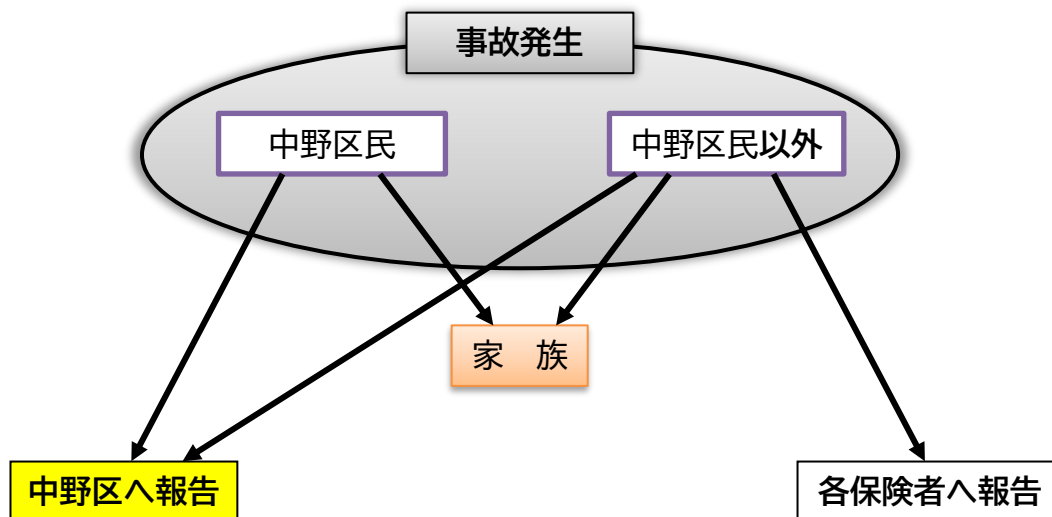 事故発生
中野区民
中野区民以外
家　族
中野区へ報告
各保険者へ報告